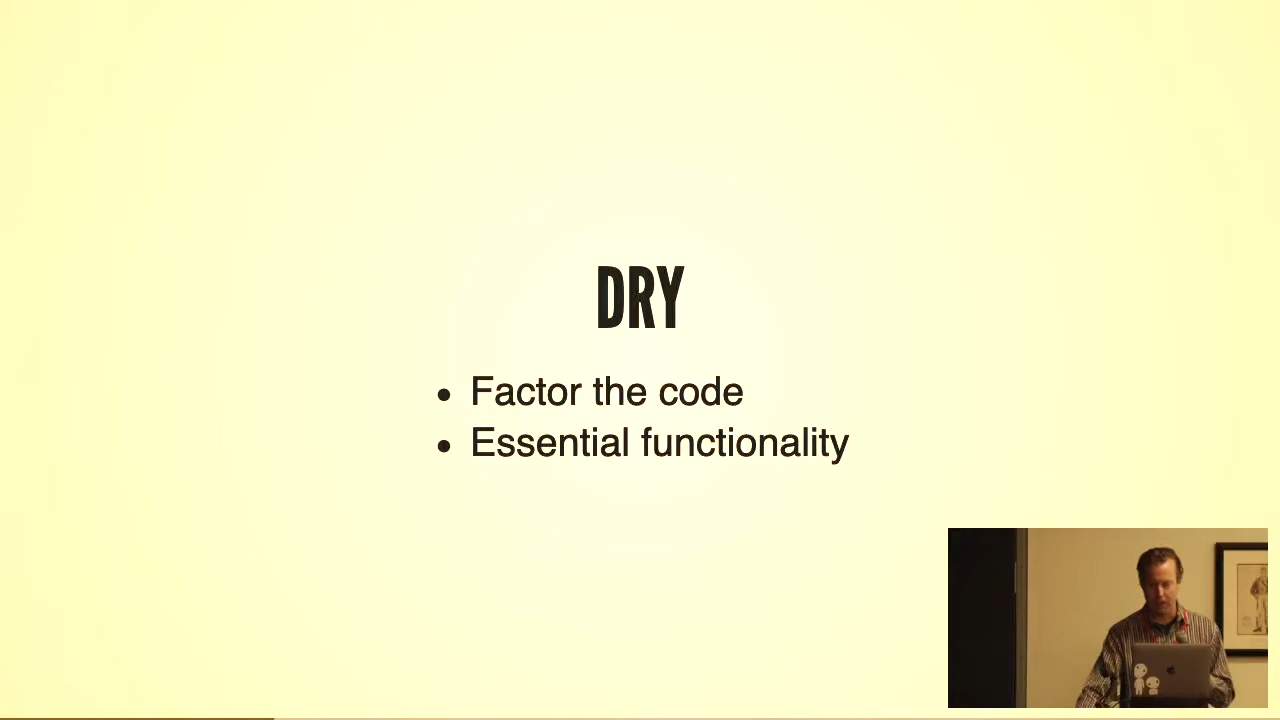 DRY
• Factor the code
• Essential functionality